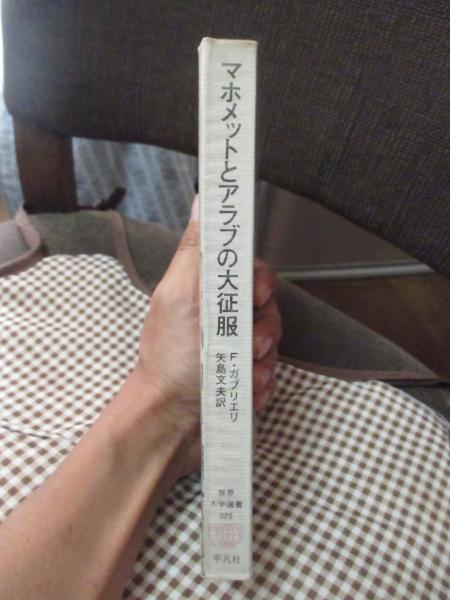 マホメットとアラブの大征服
F・ガブリエリ
矢島文夫訳
世界
大学選書
029
平凡社